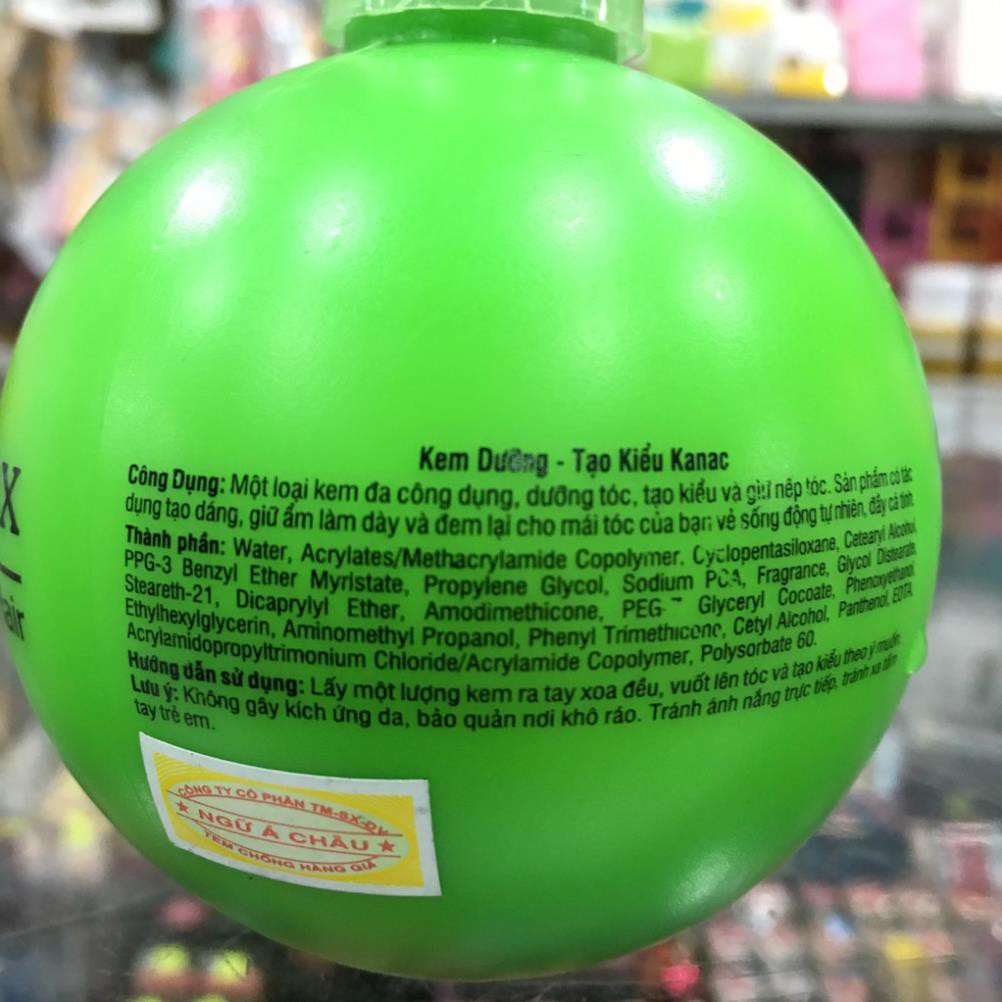 Kem Dưỡng - Tạo Kiểu Kanac
Công Dụng: Một loại kem đa công dụng, dưỡng tóc, tạo kiểu và giữ nếp tóc. Sản phẩm có tác
dụng tạo dáng, giữ ẩm làm dày và đem lại cho mái tóc của bạn vẻ sống động tự nhiên, đầy cá tính.
Thành phần: Water, Acrylates/Methacrylamide Copolymer. Cyclopentasiloxane, Cetearyl Alcohol,
PPG-3 Benzyl Ether Myristate, Propylene Glycol, Sodium PCA, Fragrance, Glycol Distearate,
Steareth-21, Dicaprylyl Ether, Amodimethicone, PEG- Glyceryl Cocoate, Phenoxyethanol,
Ethylhexylglycerin, Aminomethyl Propanol, Phenyl Trimethicone, Cetyl Alcohol, Panthenol, EDTA,
Acrylamidopropyltrimonium Chloride/Acrylamide Copolymer, Polysorbate 60.
Hướng dẫn sử dụng: Lấy một lượng kem ra tay xoa đều, vuốt lên tóc và tạo kiểu theo ý muốn.
Lưu ý: Không gây kích ứng da, bảo quản nơi khô ráo. Tránh ánh nắng trực tiếp, tránh xa tầm
tay trẻ em.
X
air
CÔNG TY CỔ PHẦN TM-SX-DV
★ NGŨ Á CHÂU ★
TEM CHỐNG HÀNG GIẢ